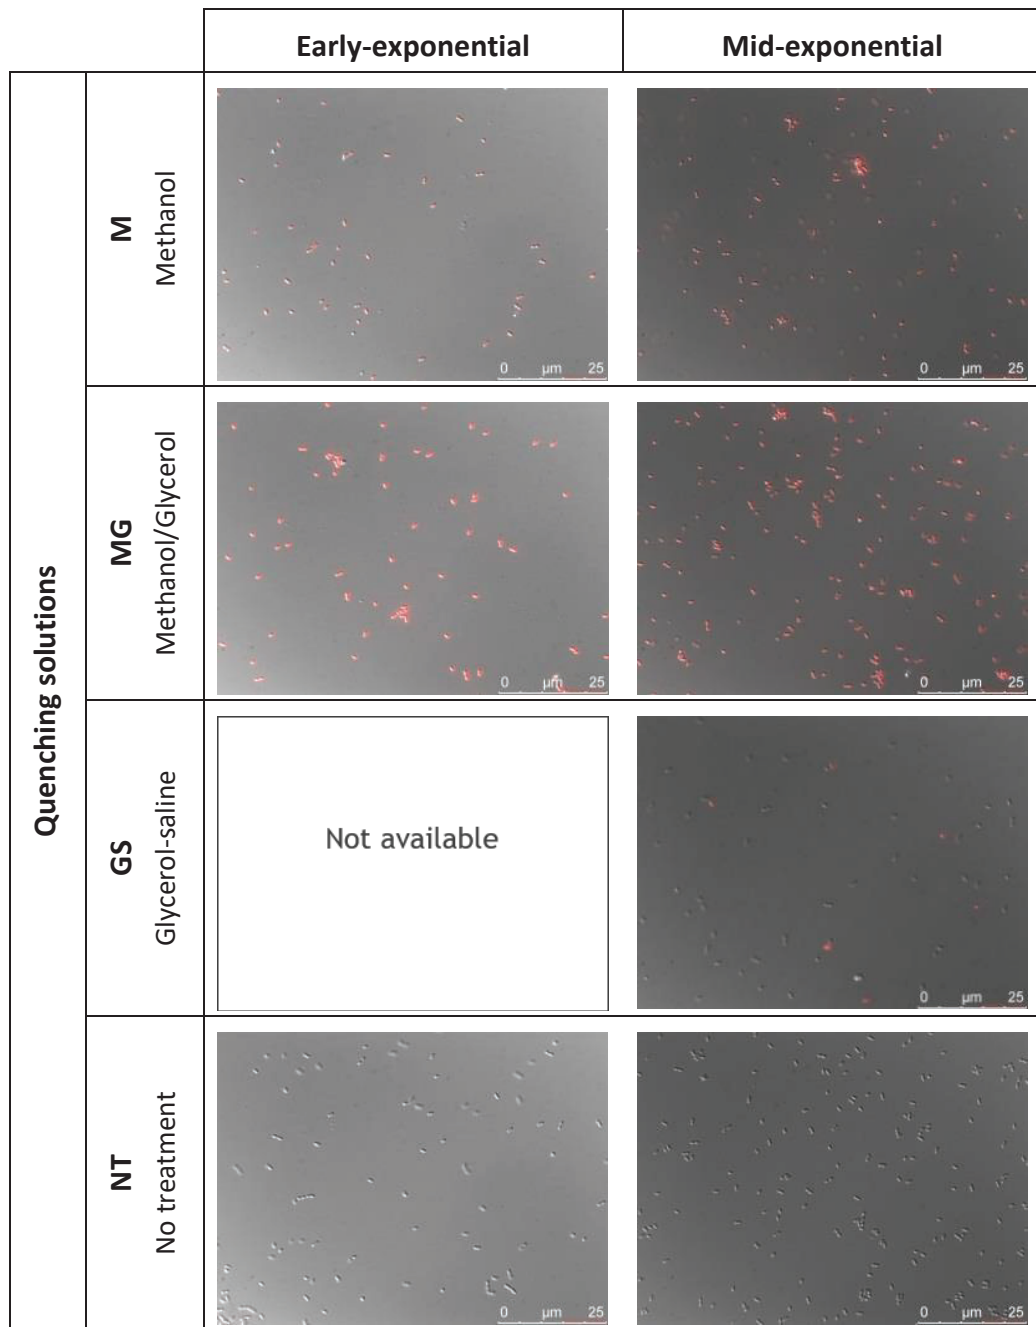 Early-exponential
Mid-exponential
Quenching solutions
M
Methanol
0 µm 25
0 µm 25
MG
Methanol/Glycerol
0 µm 25
0 µm 25
GS
Glycerol-saline
Not available
0 µm 25
NT
No treatment
0 µm 25
0 µm 25